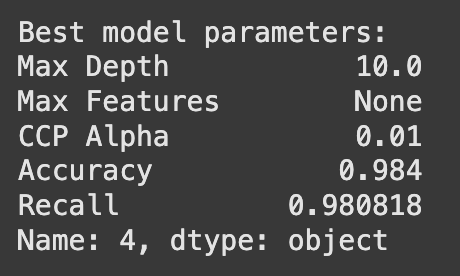 Best model parameters:
Max Depth 10.0
Max Features None
CCP Alpha 0.01
Accuracy 0.984
Recall 0.980818
Name: 4, dtype: object